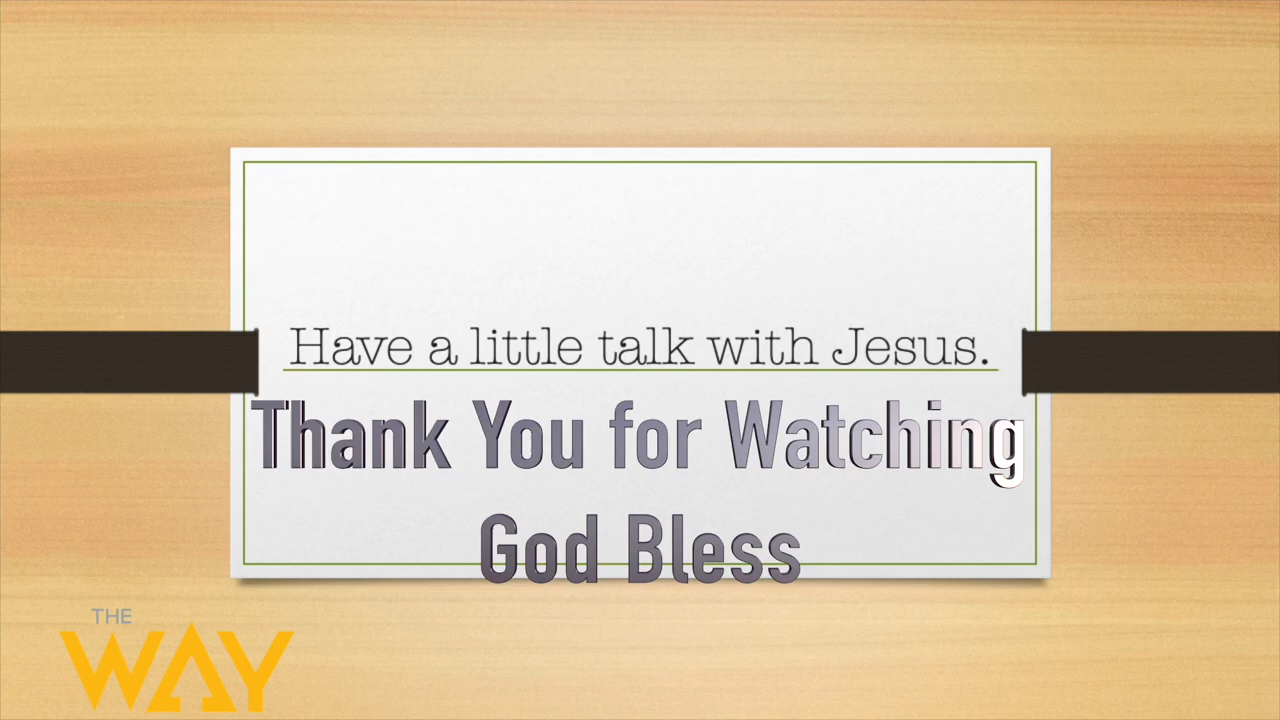 Have a little talk with Jesus.
Thank You for Watching
God Bless
THE
WAY